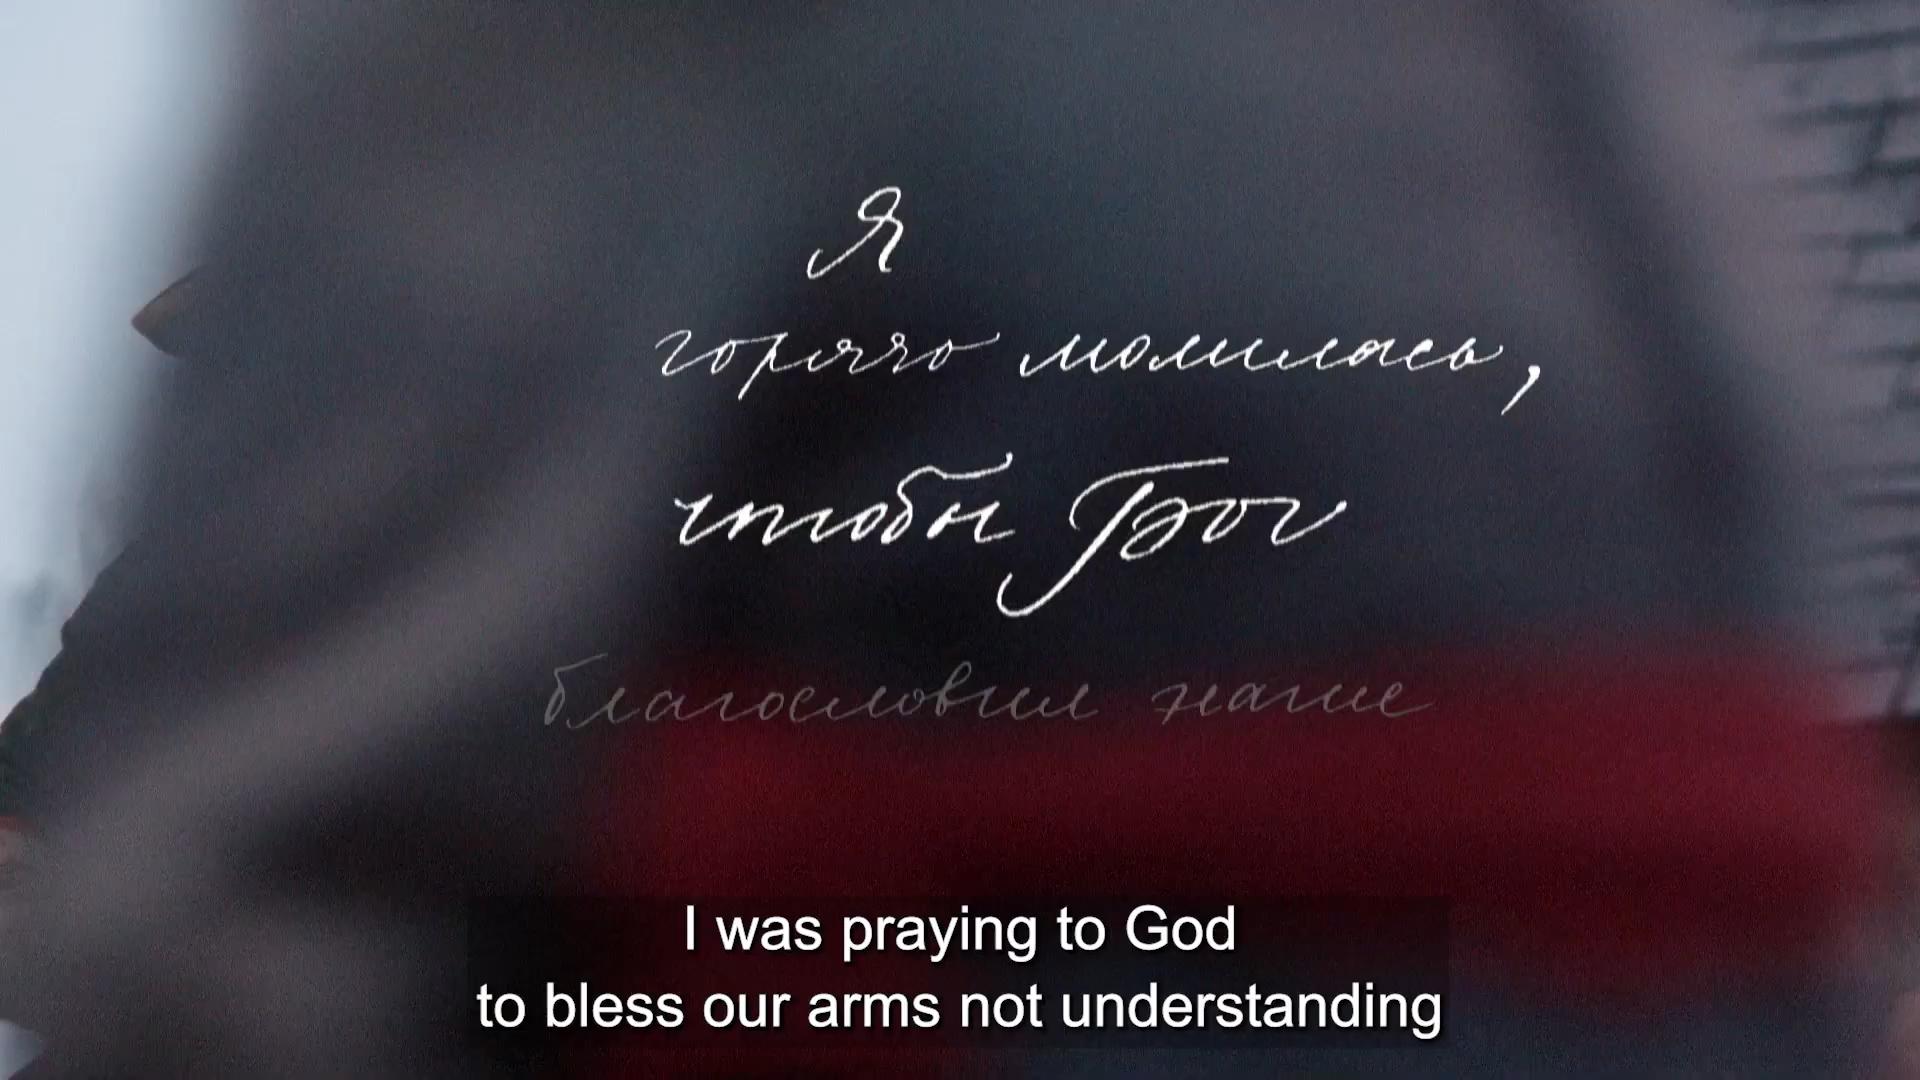 Я
горячо молилась,
чтобы Бог
благословил наше
I was praying to God
to bless our arms not understanding